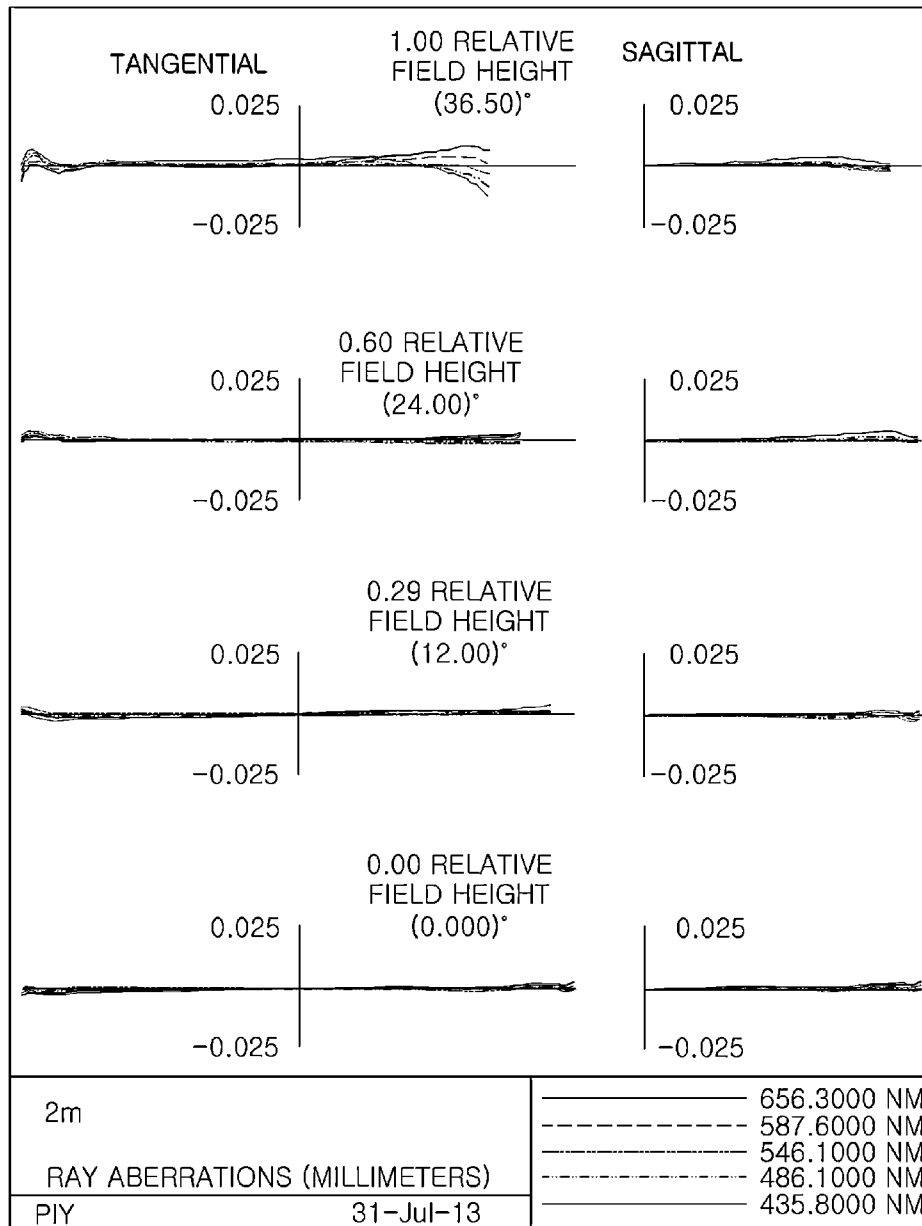 TANGENTIAL
1.00 RELATIVE
FIELD HEIGHT
(36.50)°
SAGITTAL
0.025
0.025
-0.025
-0.025
0.60 RELATIVE
FIELD HEIGHT
(24.00)°
0.025
0.025
-0.025
-0.025
0.29 RELATIVE
FIELD HEIGHT
(12.00)°
0.025
0.025
-0.025
-0.025
0.00 RELATIVE
FIELD HEIGHT
(0.000)°
0.025
0.025
-0.025
-0.025
2m
RAY ABERRATIONS (MILLIMETERS)
PIY 31-Jul-13
656.3000 NM
587.6000 NM
546.1000 NM
486.1000 NM
435.8000 NM